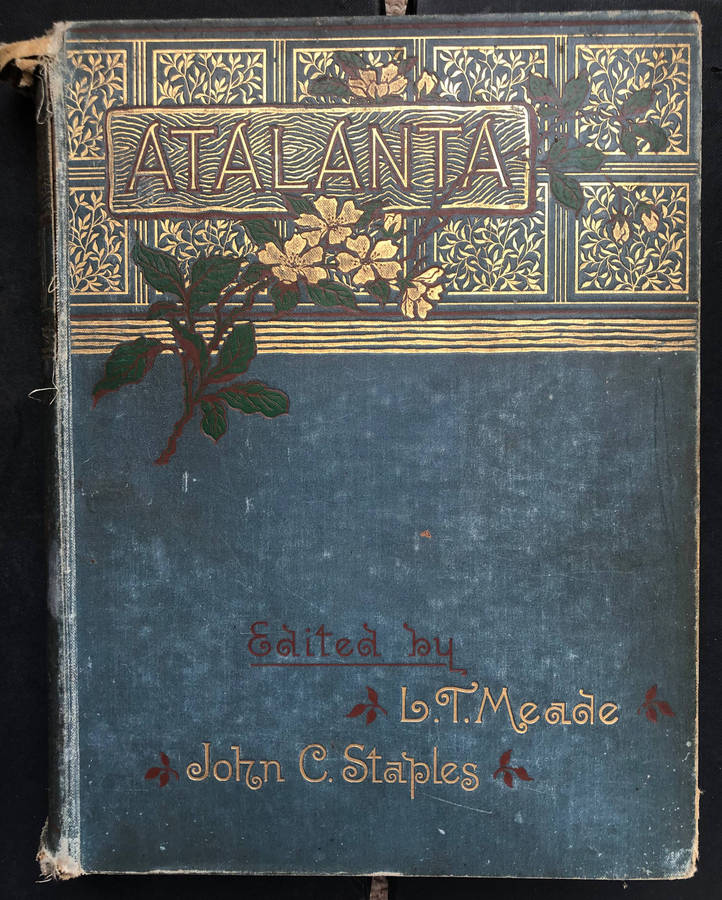 ATALANTA
Edited by
L.T. Meade
John C. Staples